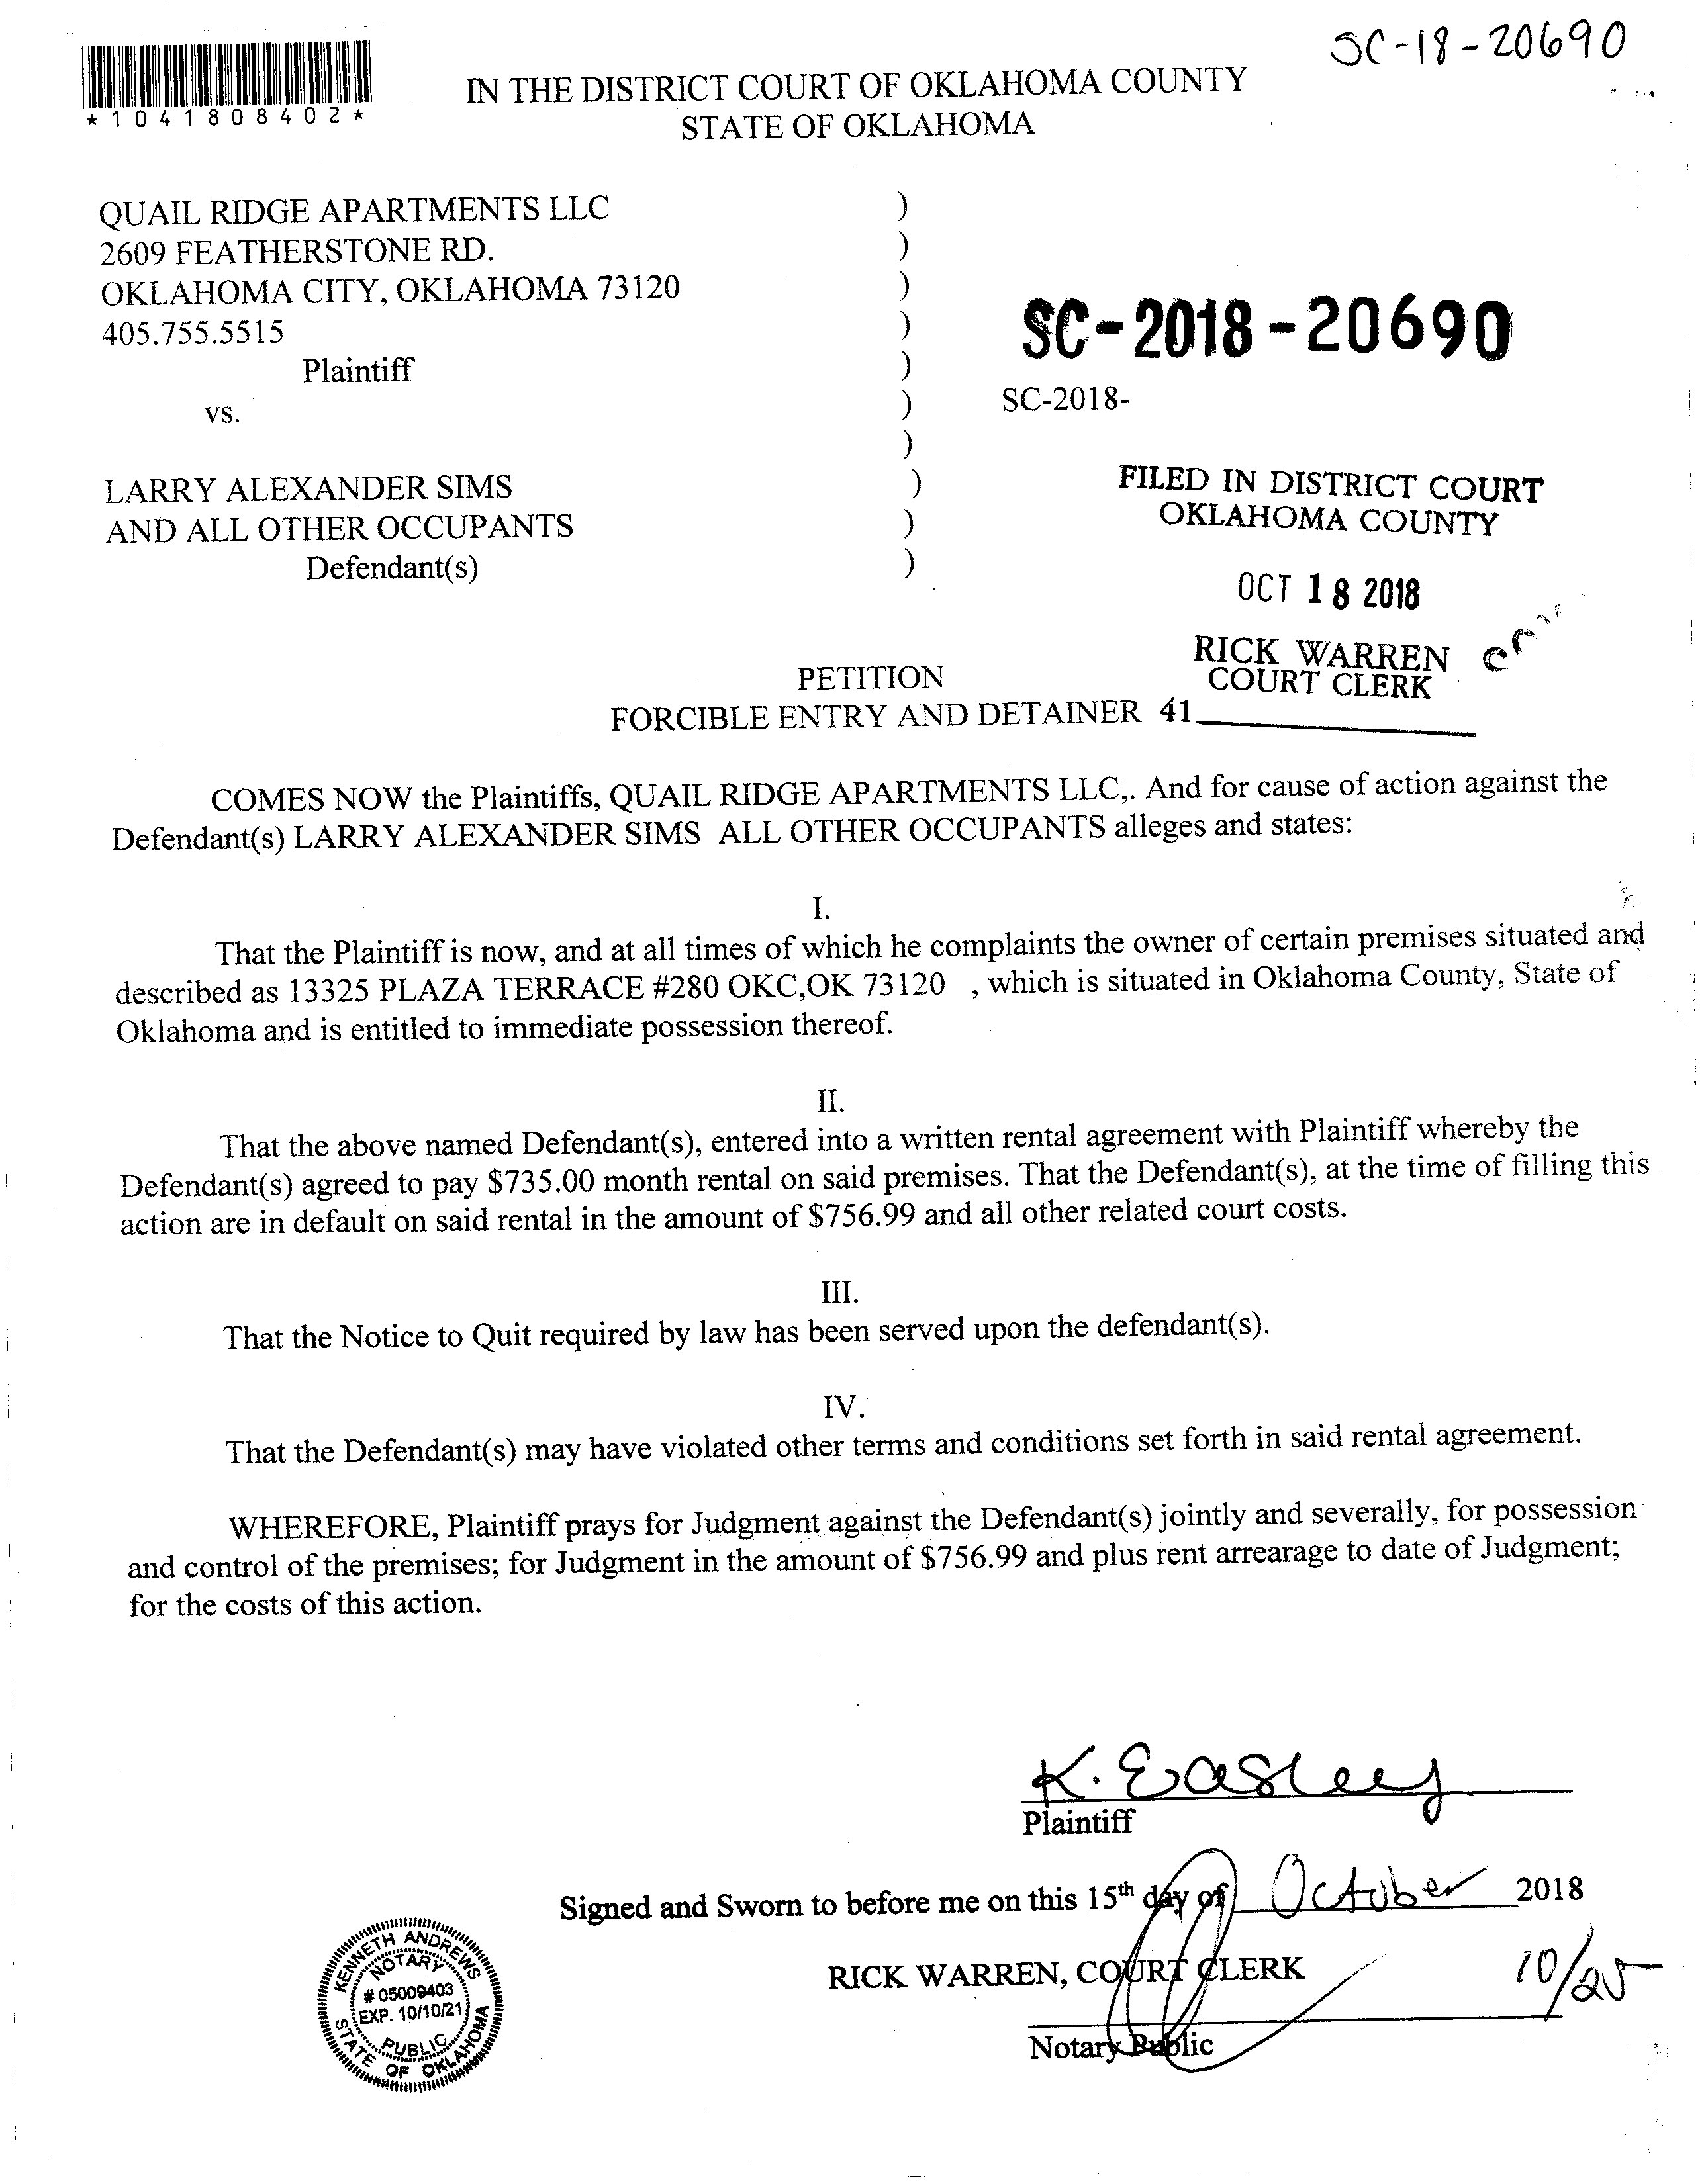 SC-18-20690
*1041808402*
IN THE DISTRICT COURT OF OKLAHOMA COUNTY
STATE OF OKLAHOMA
QUAIL RIDGE APARTMENTS LLC )
2609 FEATHERSTONE RD. )
OKLAHOMA CITY, OKLAHOMA 73120 )
405.755.5515 )
Plaintiff )
vs. )
)
LARRY ALEXANDER SIMS )
AND ALL OTHER OCCUPANTS )
Defendant(s) )
SC-2018-20690
SC-2018-
FILED IN DISTRICT COURT
OKLAHOMA COUNTY
OCT 18 2018
RICK WARREN
COURT CLERK
41
PETITION
FORCIBLE ENTRY AND DETAINER
COMES NOW the Plaintiffs, QUAIL RIDGE APARTMENTS LLC,. And for cause of action against the
Defendant(s) LARRY ALEXANDER SIMS ALL OTHER OCCUPANTS alleges and states:
I.
That the Plaintiff is now, and at all times of which he complaints the owner of certain premises situated and
described as 13325 PLAZA TERRACE #280 OKC,OK 73120 , which is situated in Oklahoma County, State of
Oklahoma and is entitled to immediate possession thereof.
II.
That the above named Defendant(s), entered into a written rental agreement with Plaintiff whereby the
Defendant(s) agreed to pay $735.00 month rental on said premises. That the Defendant(s), at the time of filling this
action are in default on said rental in the amount of $756.99 and all other related court costs.
III.
That the Notice to Quit required by law has been served upon the defendant(s).
IV.
That the Defendant(s) may have violated other terms and conditions set forth in said rental agreement.
WHEREFORE, Plaintiff prays for Judgment against the Defendant(s) jointly and severally, for possession
and control of the premises; for Judgment in the amount of $756.99 and plus rent arrearage to date of Judgment;
for the costs of this action.
K. Easley
Plaintiff
Signed and Sworn to before me on this 15th day of October 2018
RICK WARREN, COURT CLERK
10/25
Notary Public
KENNETH ANDREWS
NOTARY
# 05009403
EXP. 10/10/21
PUBLIC
STATE OF OKLAHOMA